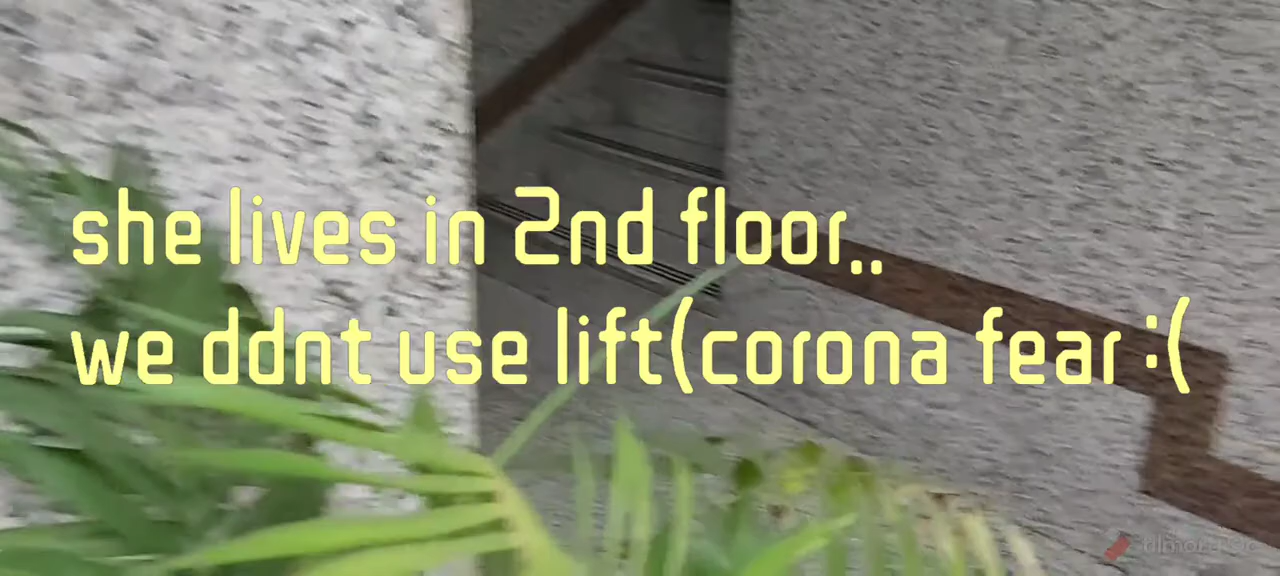 she lives in 2nd floor..
we ddnt use lift(corona fear :(